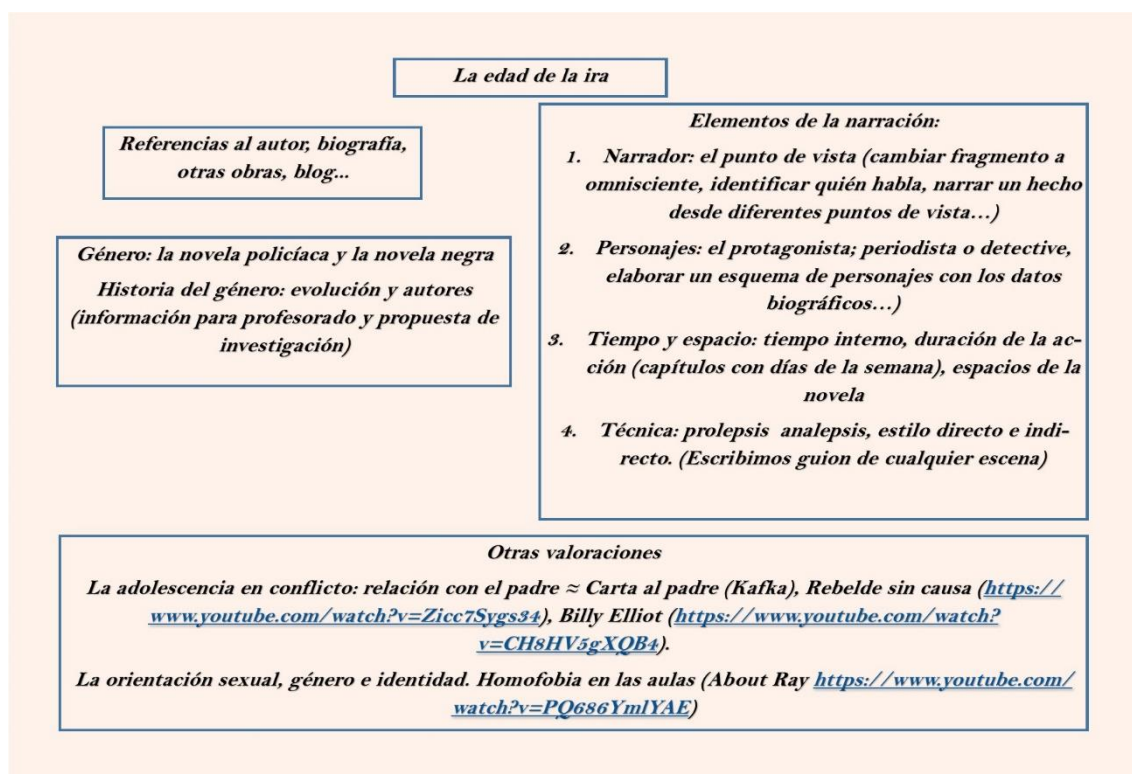 La edad de la ira
Referencias al autor, biografía,
otras obras, blog...
Género: la novela policíaca y la novela negra
Historia del género: evolución y autores
(información para profesorado y propuesta de
investigación)
Elementos de la narración:
1. Narrador: el punto de vista (cambiar fragmento a
omnisciente, identificar quién habla, narrar un hecho
desde diferentes puntos de vista…)
2. Personajes: el protagonista; periodista o detective,
elaborar un esquema de personajes con los datos
biográficos…)
3. Tiempo y espacio: tiempo interno, duración de la ac-
ción (capítulos con días de la semana), espacios de la
novela
4. Técnica: prolepsis analepsis, estilo directo e indi-
recto. (Escribimos guion de cualquier escena)
Otras valoraciones
La adolescencia en conflicto: relación con el padre ≈ Carta al padre (Kafka), Rebelde sin causa (https://
www.youtube.com/watch?v=Zicc7Sygs34), Billy Elliot (https://www.youtube.com/watch?
v=CH8HV5gXQB4).
La orientación sexual, género e identidad. Homofobia en las aulas (About Ray https://www.youtube.com/
watch?v=PQ686YmlYAE)